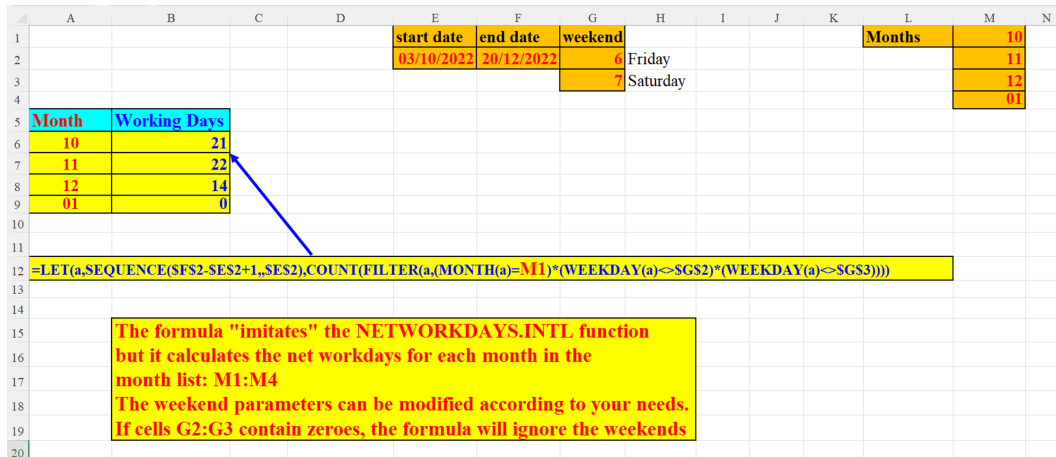 A B C D E F G H I J K L M N
1 start date end date weekend Months 10
2 03/10/2022 20/12/2022 6 Friday 11
3 7 Saturday 12
4 01
5 Month Working Days
6 10 21
7 11 22
8 12 14
9 01 0
10
11
12 =LET(a,SEQUENCE($F$2-$E$2+1,,$E$2),COUNT(FILTER(a,(MONTH(a)=M1)*(WEEKDAY(a)<>$G$2)*(WEEKDAY(a)<>$G$3))))
13
14
15 The formula "imitates" the NETWORKDAYS.INTL function
16 but it calculates the net workdays for each month in the
17 month list: M1:M4
18 The weekend parameters can be modified according to your needs.
19 If cells G2:G3 contain zeroes, the formula will ignore the weekends
20